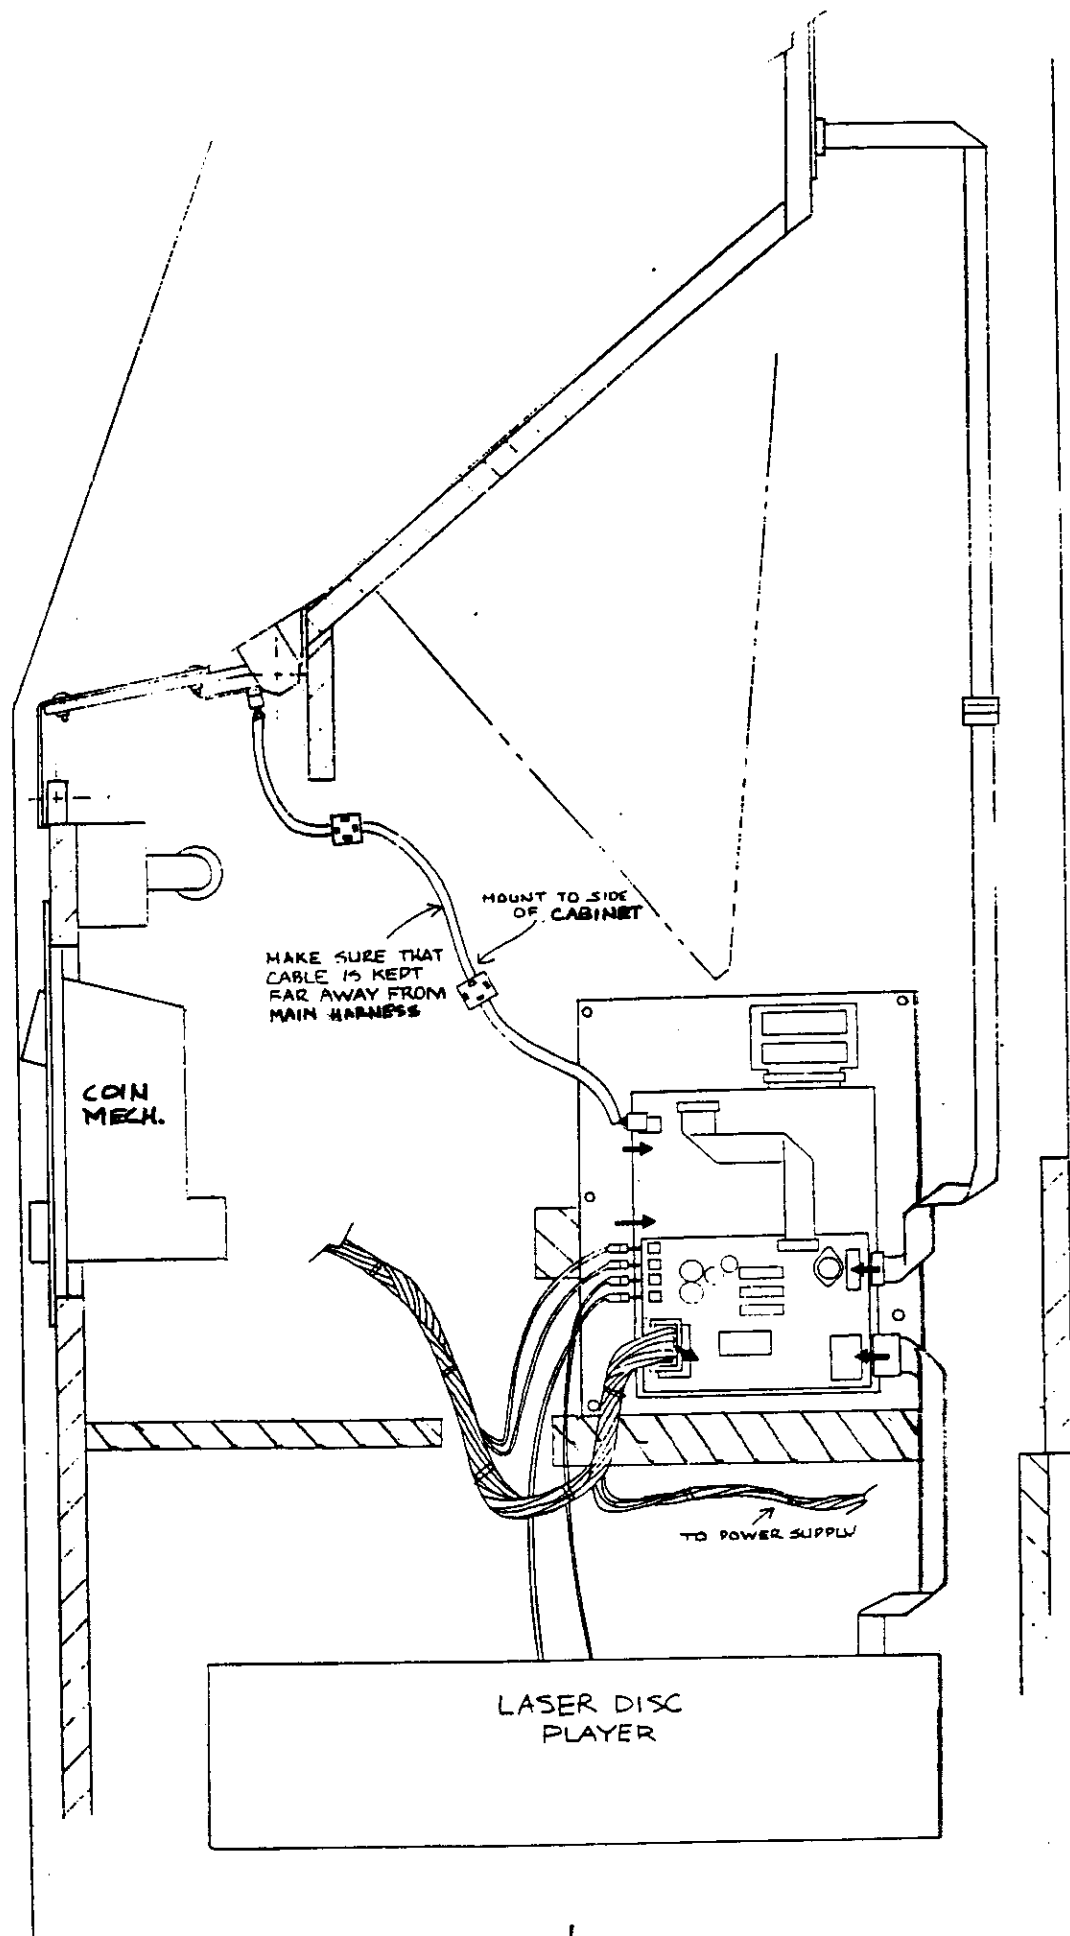 MOUNT TO SIDE
OF CABINET
MAKE SURE THAT
CABLE IS KEPT
FAR AWAY FROM
MAIN HARNESS
COIN
MECH.
TO POWER SUPPLY
LASER DISC
PLAYER